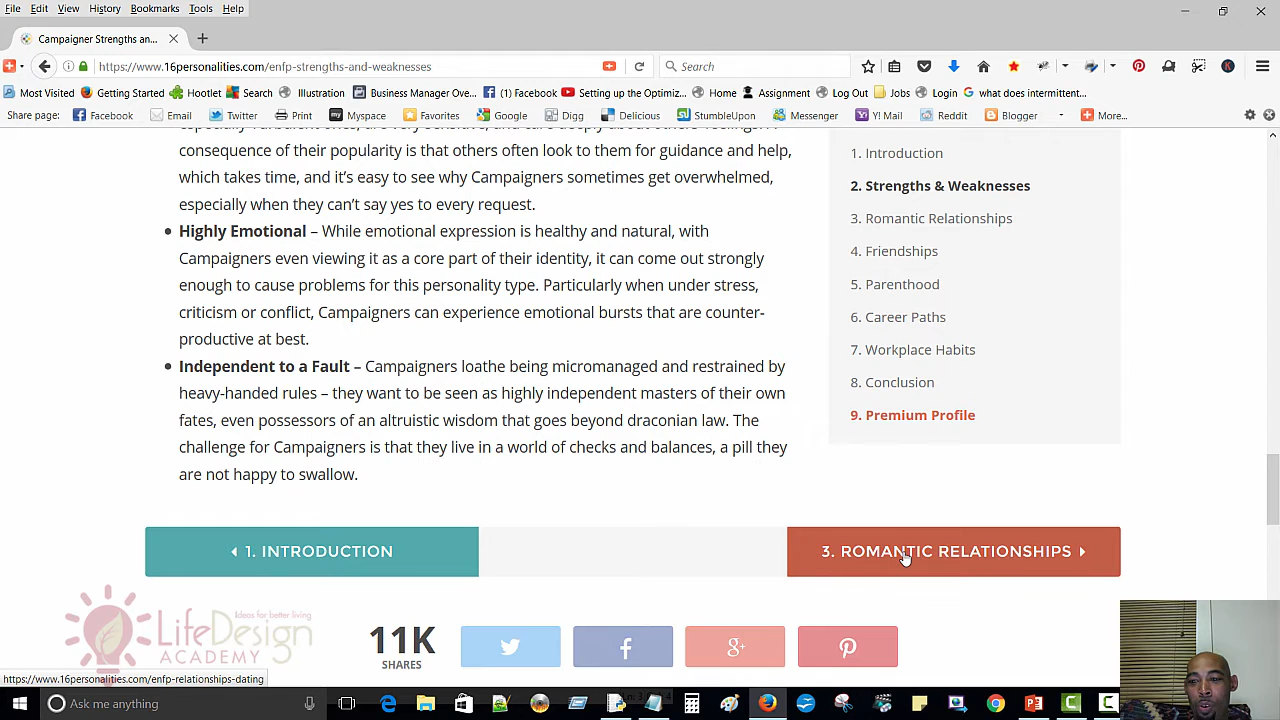 File Edit View History Bookmarks Tools Help
Campaigner Strengths an...
https://www.16personalities.com/enfp-strengths-and-weaknesses
Search
Most Visited Getting Started Hootlet Search Illustration Business Manager Ove... (1) Facebook Setting up the Optimiz... Home Assignment Log Out Jobs Login what does intermittent...
Share page: Facebook Email Twitter Print Myspace Favorites Google Digg Delicious StumbleUpon Messenger Y! Mail Reddit Blogger More...
consequence of their popularity is that others often look to them for guidance and help,
which takes time, and it's easy to see why Campaigners sometimes get overwhelmed,
especially when they can't say yes to every request.
Highly Emotional – While emotional expression is healthy and natural, with
Campaigners even viewing it as a core part of their identity, it can come out strongly
enough to cause problems for this personality type. Particularly when under stress,
criticism or conflict, Campaigners can experience emotional bursts that are counter-
productive at best.
Independent to a Fault – Campaigners loathe being micromanaged and restrained by
heavy-handed rules – they want to be seen as highly independent masters of their own
fates, even possessors of an altruistic wisdom that goes beyond draconian law. The
challenge for Campaigners is that they live in a world of checks and balances, a pill they
are not happy to swallow.
1. Introduction
2. Strengths & Weaknesses
3. Romantic Relationships
4. Friendships
5. Parenthood
6. Career Paths
7. Workplace Habits
8. Conclusion
9. Premium Profile
1. INTRODUCTION
3. ROMANTIC RELATIONSHIPS
LifeDesign
Ideas for better living
ACADEMY
11K
SHARES
https://www.16personalities.com/enfp-relationships-dating
Ask me anything